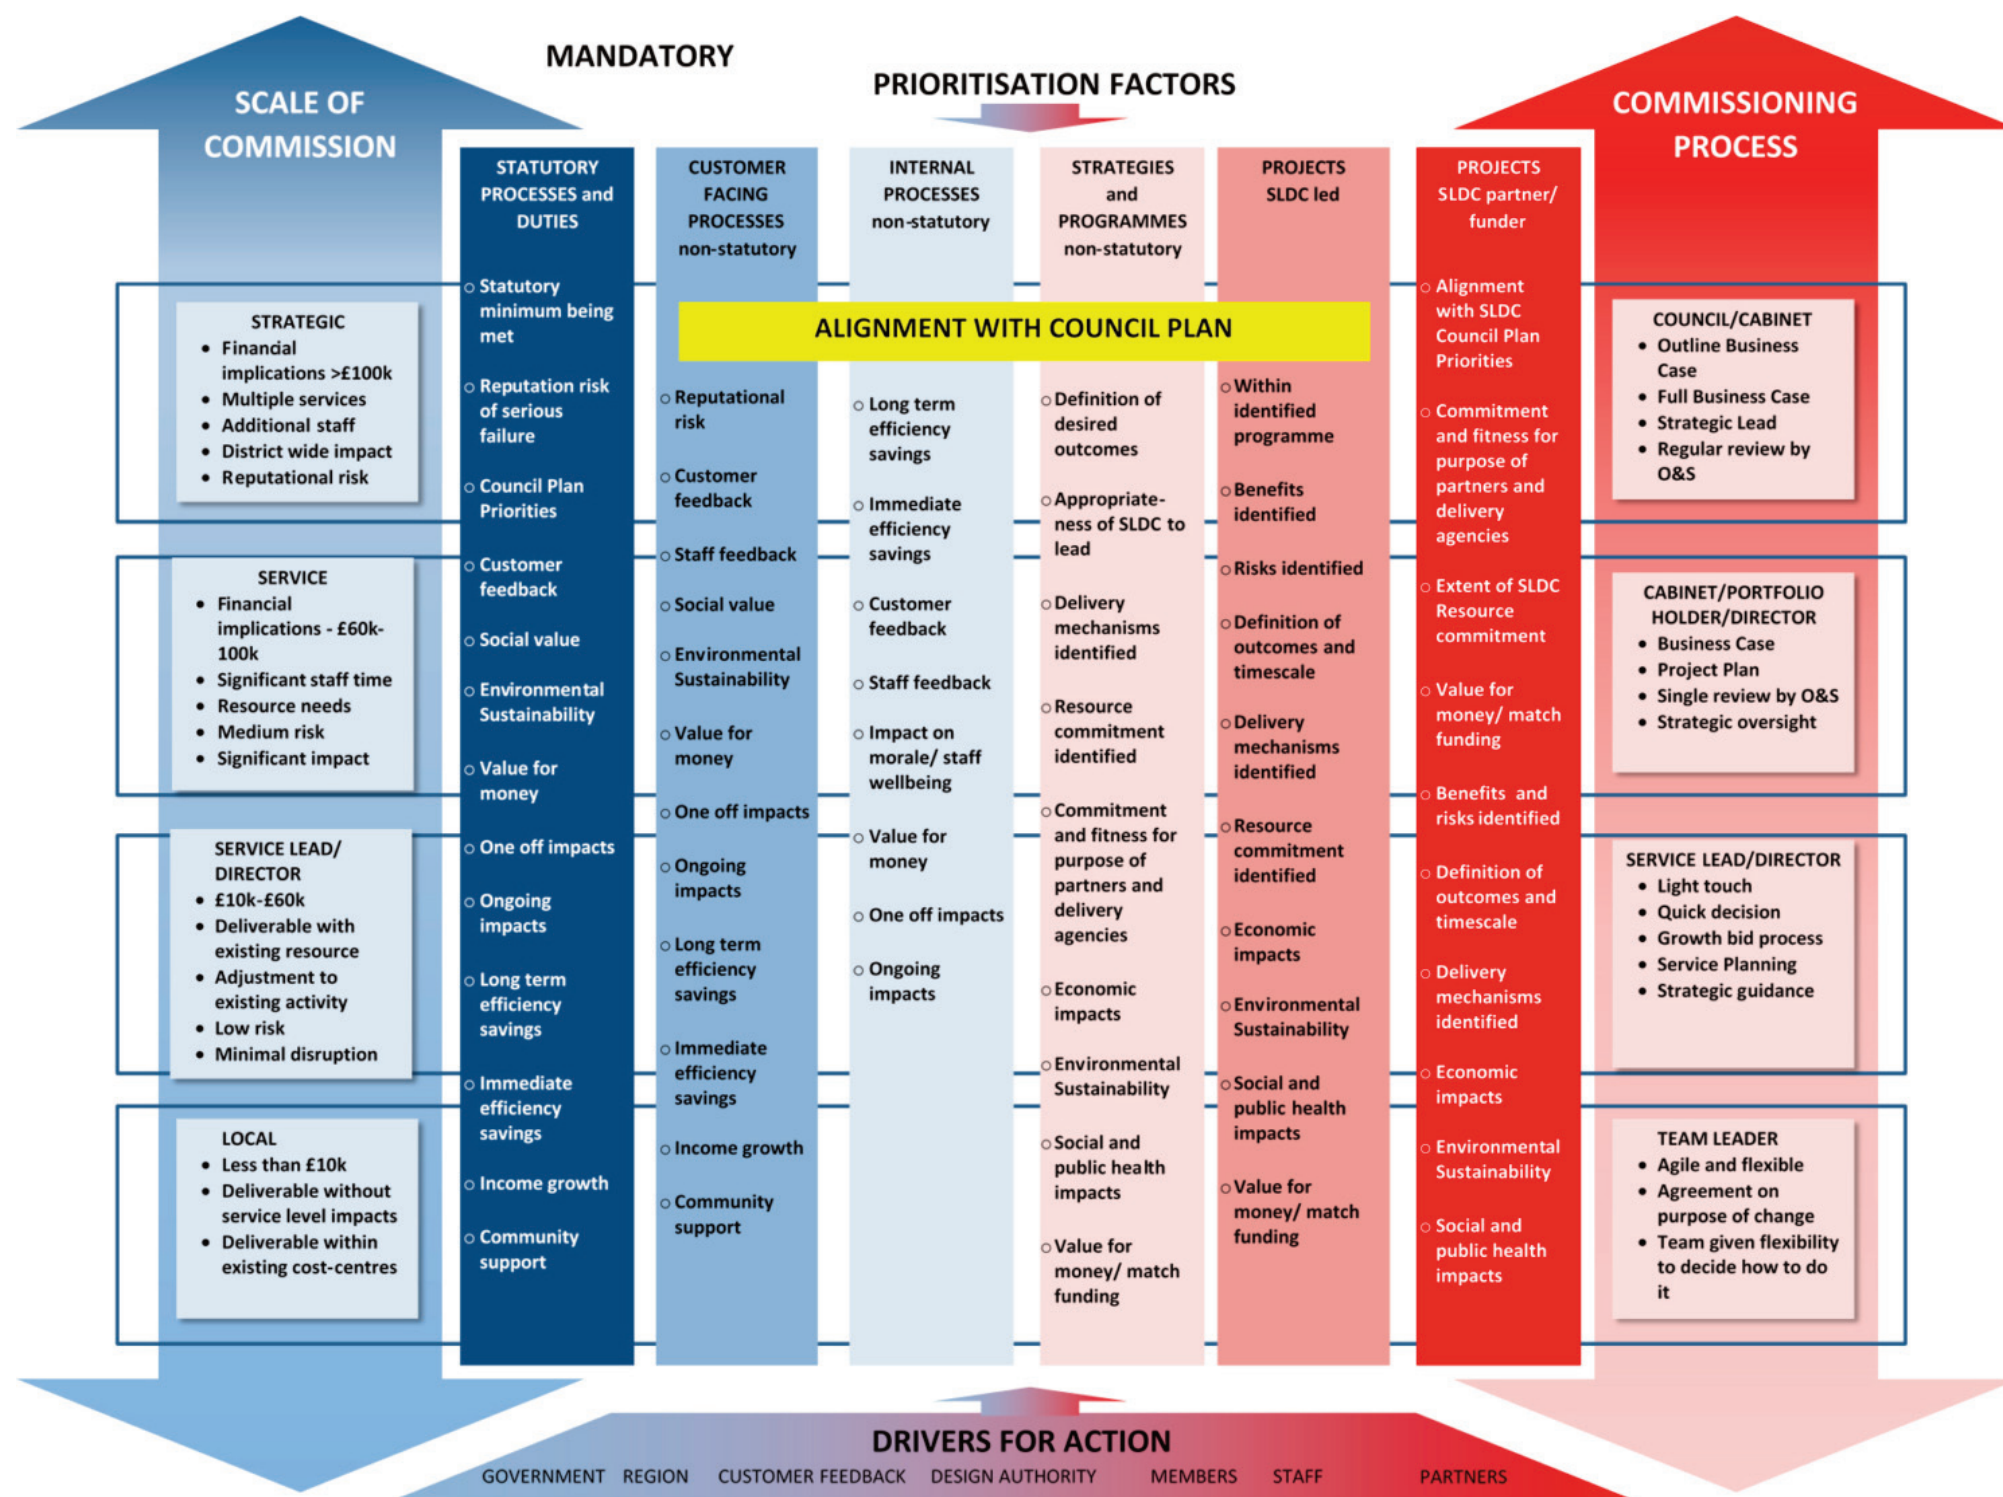 MANDATORY
PRIORITISATION FACTORS
SCALE OF
COMMISSION
STRATEGIC
• Financial
implications >£100k
• Multiple services
• Additional staff
• District wide impact
• Reputational risk
SERVICE
• Financial
implications - £60k-
100k
• Significant staff time
• Resource needs
• Medium risk
• Significant impact
SERVICE LEAD/
DIRECTOR
• £10k-£60k
• Deliverable with
existing resource
• Adjustment to
existing activity
• Low risk
• Minimal disruption
LOCAL
• Less than £10k
• Deliverable without
service level impacts
• Deliverable within
existing cost-centres
STATUTORY
PROCESSES and
DUTIES
○ Statutory
minimum being
met
○ Reputation risk
of serious
failure
○ Council Plan
Priorities
○ Customer
feedback
○ Social value
○ Environmental
Sustainability
○ Value for
money
○ One off impacts
○ Ongoing
impacts
○ Long term
efficiency
savings
○ Immediate
efficiency
savings
○ Income growth
○ Community
support
CUSTOMER
FACING
PROCESSES
non-statutory
ALIGNMENT WITH COUNCIL PLAN
○ Reputational
risk
○ Customer
feedback
○ Staff feedback
○ Social value
○ Environmental
Sustainability
○ Value for
money
○ One off impacts
○ Ongoing
impacts
○ Long term
efficiency
savings
○ Immediate
efficiency
savings
○ Income growth
○ Community
support
INTERNAL
PROCESSES
non-statutory
○ Long term
efficiency
savings
○ Immediate
efficiency
savings
○ Customer
feedback
○ Staff feedback
○ Impact on
morale/ staff
wellbeing
○ Value for
money
○ One off impacts
○ Ongoing
impacts
STRATEGIES
and
PROGRAMMES
non-statutory
○ Definition of
desired
outcomes
○ Appropriate-
ness of SLDC to
lead
○ Delivery
mechanisms
identified
○ Resource
commitment
identified
○ Commitment
and fitness for
purpose of
partners and
delivery
agencies
○ Economic
impacts
○ Environmental
Sustainability
○ Social and
public health
impacts
○ Value for
money/ match
funding
PROJECTS
SLDC led
○ Within
identified
programme
○ Benefits
identified
○ Risks identified
○ Definition of
outcomes and
timescale
○ Delivery
mechanisms
identified
○ Resource
commitment
identified
○ Economic
impacts
○ Environmental
Sustainability
○ Social and
public health
impacts
○ Value for
money/ match
funding
PROJECTS
SLDC partner/
funder
○ Alignment
with SLDC
Council Plan
Priorities
○ Commitment
and fitness for
purpose of
partners and
delivery
agencies
○ Extent of SLDC
Resource
commitment
○ Value for
money/ match
funding
○ Benefits and
risks identified
○ Definition of
outcomes and
timescale
○ Delivery
mechanisms
identified
○ Economic
impacts
○ Environmental
Sustainability
○ Social and
public health
impacts
COMMISSIONING
PROCESS
COUNCIL/CABINET
• Outline Business
Case
• Full Business Case
• Strategic Lead
• Regular review by
O&S
CABINET/PORTFOLIO
HOLDER/DIRECTOR
• Business Case
• Project Plan
• Single review by O&S
• Strategic oversight
SERVICE LEAD/DIRECTOR
• Light touch
• Quick decision
• Growth bid process
• Service Planning
• Strategic guidance
TEAM LEADER
• Agile and flexible
• Agreement on
purpose of change
• Team given flexibility
to decide how to do
it
DRIVERS FOR ACTION
GOVERNMENT REGION CUSTOMER FEEDBACK DESIGN AUTHORITY MEMBERS STAFF PARTNERS